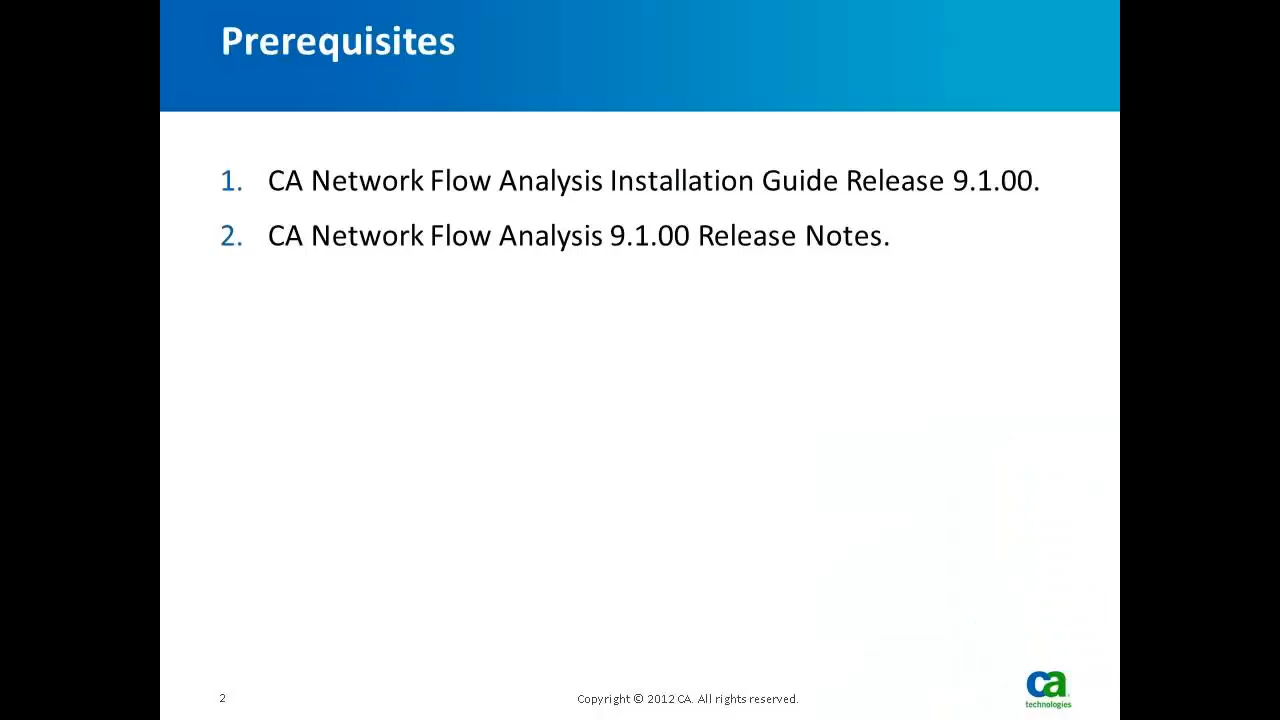 Prerequisites
1. CA Network Flow Analysis Installation Guide Release 9.1.00.
2. CA Network Flow Analysis 9.1.00 Release Notes.
2
Copyright © 2012 CA. All rights reserved.
ca
technologies